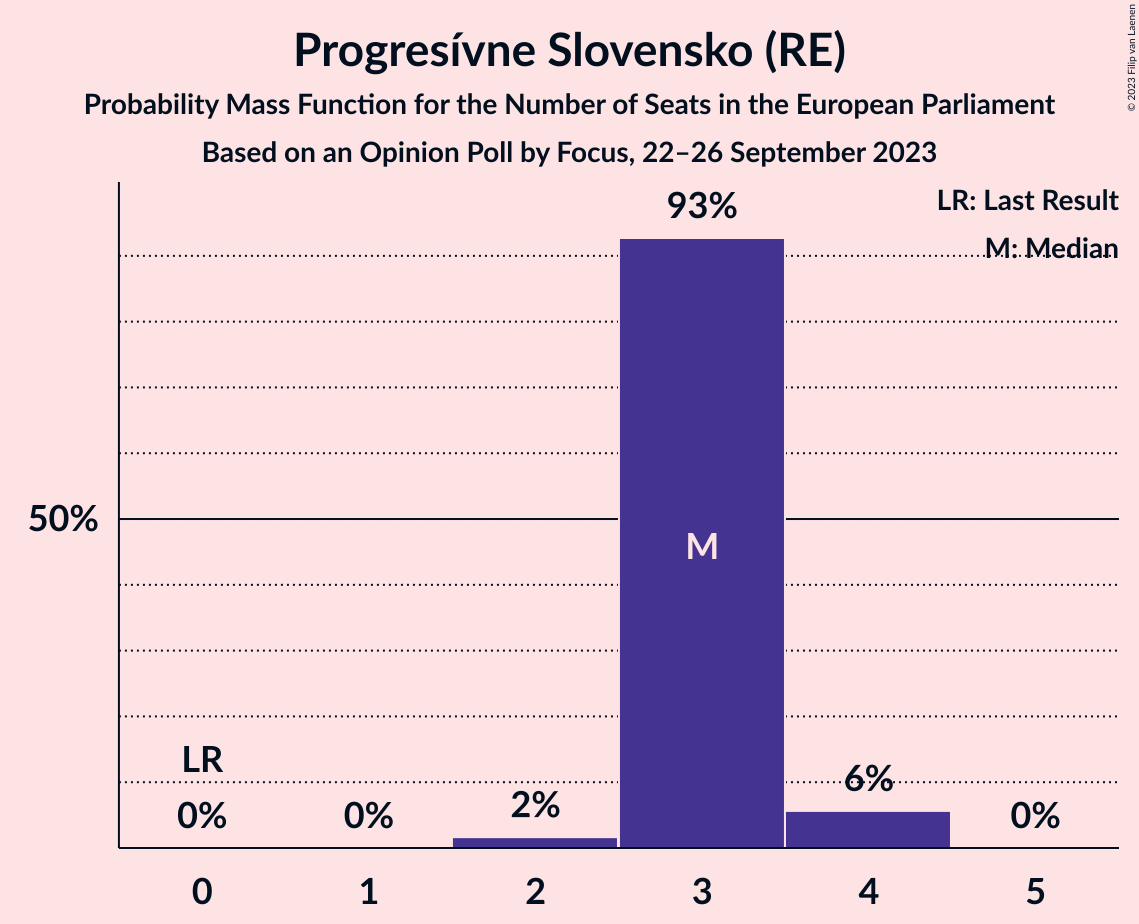 Progresívne Slovensko (RE)
Probability Mass Function for the Number of Seats in the European Parliament
Based on an Opinion Poll by Focus, 22–26 September 2023
© 2023 Filip van Laenen
LR: Last Result
M: Median
93%
50%
M
LR
0%
0%
2%
6%
0%
0
1
2
3
4
5